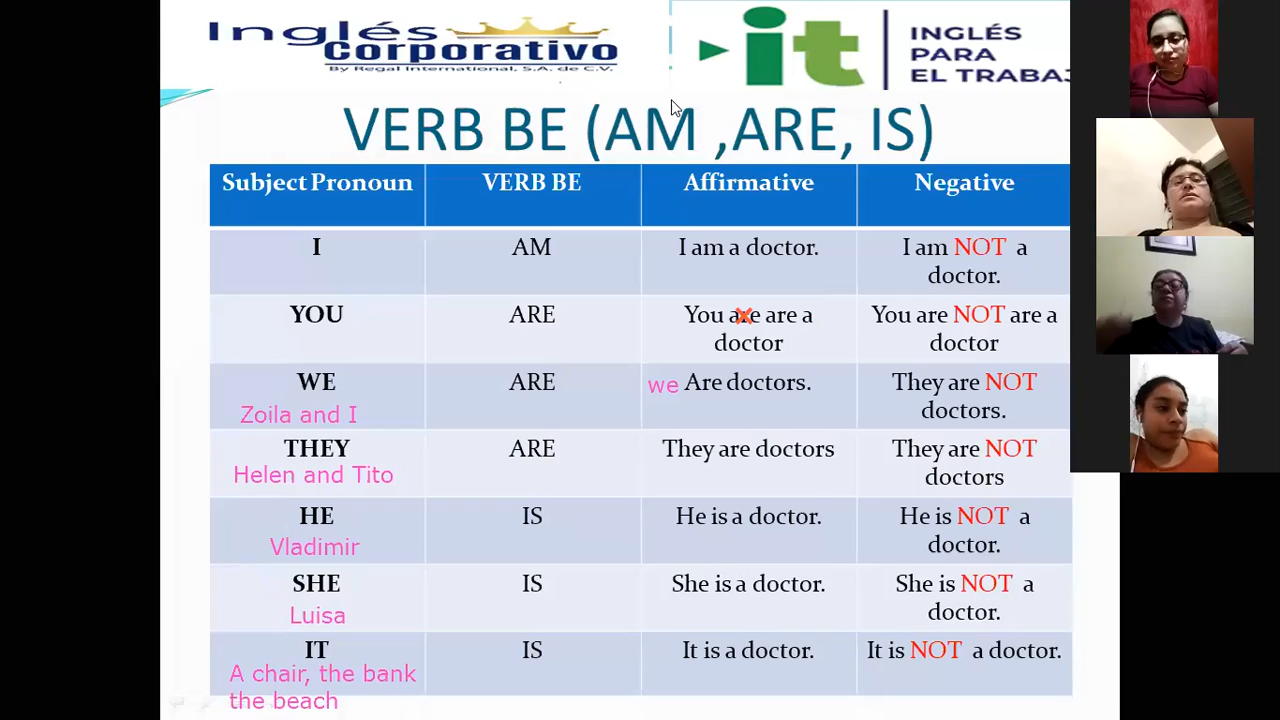 Inglés
Corporativo
By Regal International, S.A. de C.V.
it
INGLÉS
PARA
EL TRABAJ
VERB BE (AM ,ARE, IS)
Subject Pronoun VERB BE Affirmative Negative
I AM I am a doctor. I am NOT a
doctor.
YOU ARE You are are a You are NOT are a
doctor doctor
WE ARE we Are doctors. They are NOT
Zoila and I doctors.
THEY ARE They are doctors They are NOT
Helen and Tito doctors
HE IS He is a doctor. He is NOT a
Vladimir doctor.
SHE IS She is a doctor. She is NOT a
Luisa doctor.
IT IS It is a doctor. It is NOT a doctor.
A chair, the bank
the beach